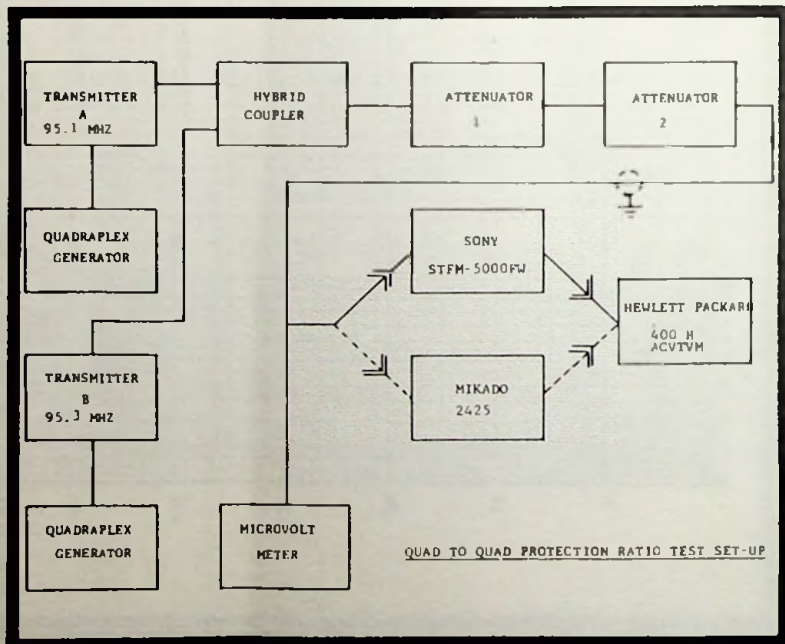 TRANSMITTER
A
95.1 MHZ
HYBRID
COUPLER
ATTENUATOR
1
ATTENUATOR
2
QUADRAPLEX
GENERATOR
SONY
STFM-5000FW
HEWLETT PACKARD
400 H
ACVTVM
TRANSMITTER
B
95.3 MHZ
MIKADO
2425
QUADRAPLEX
GENERATOR
MICROVOLT
METER
QUAD TO QUAD PROTECTION RATIO TEST SET-UP